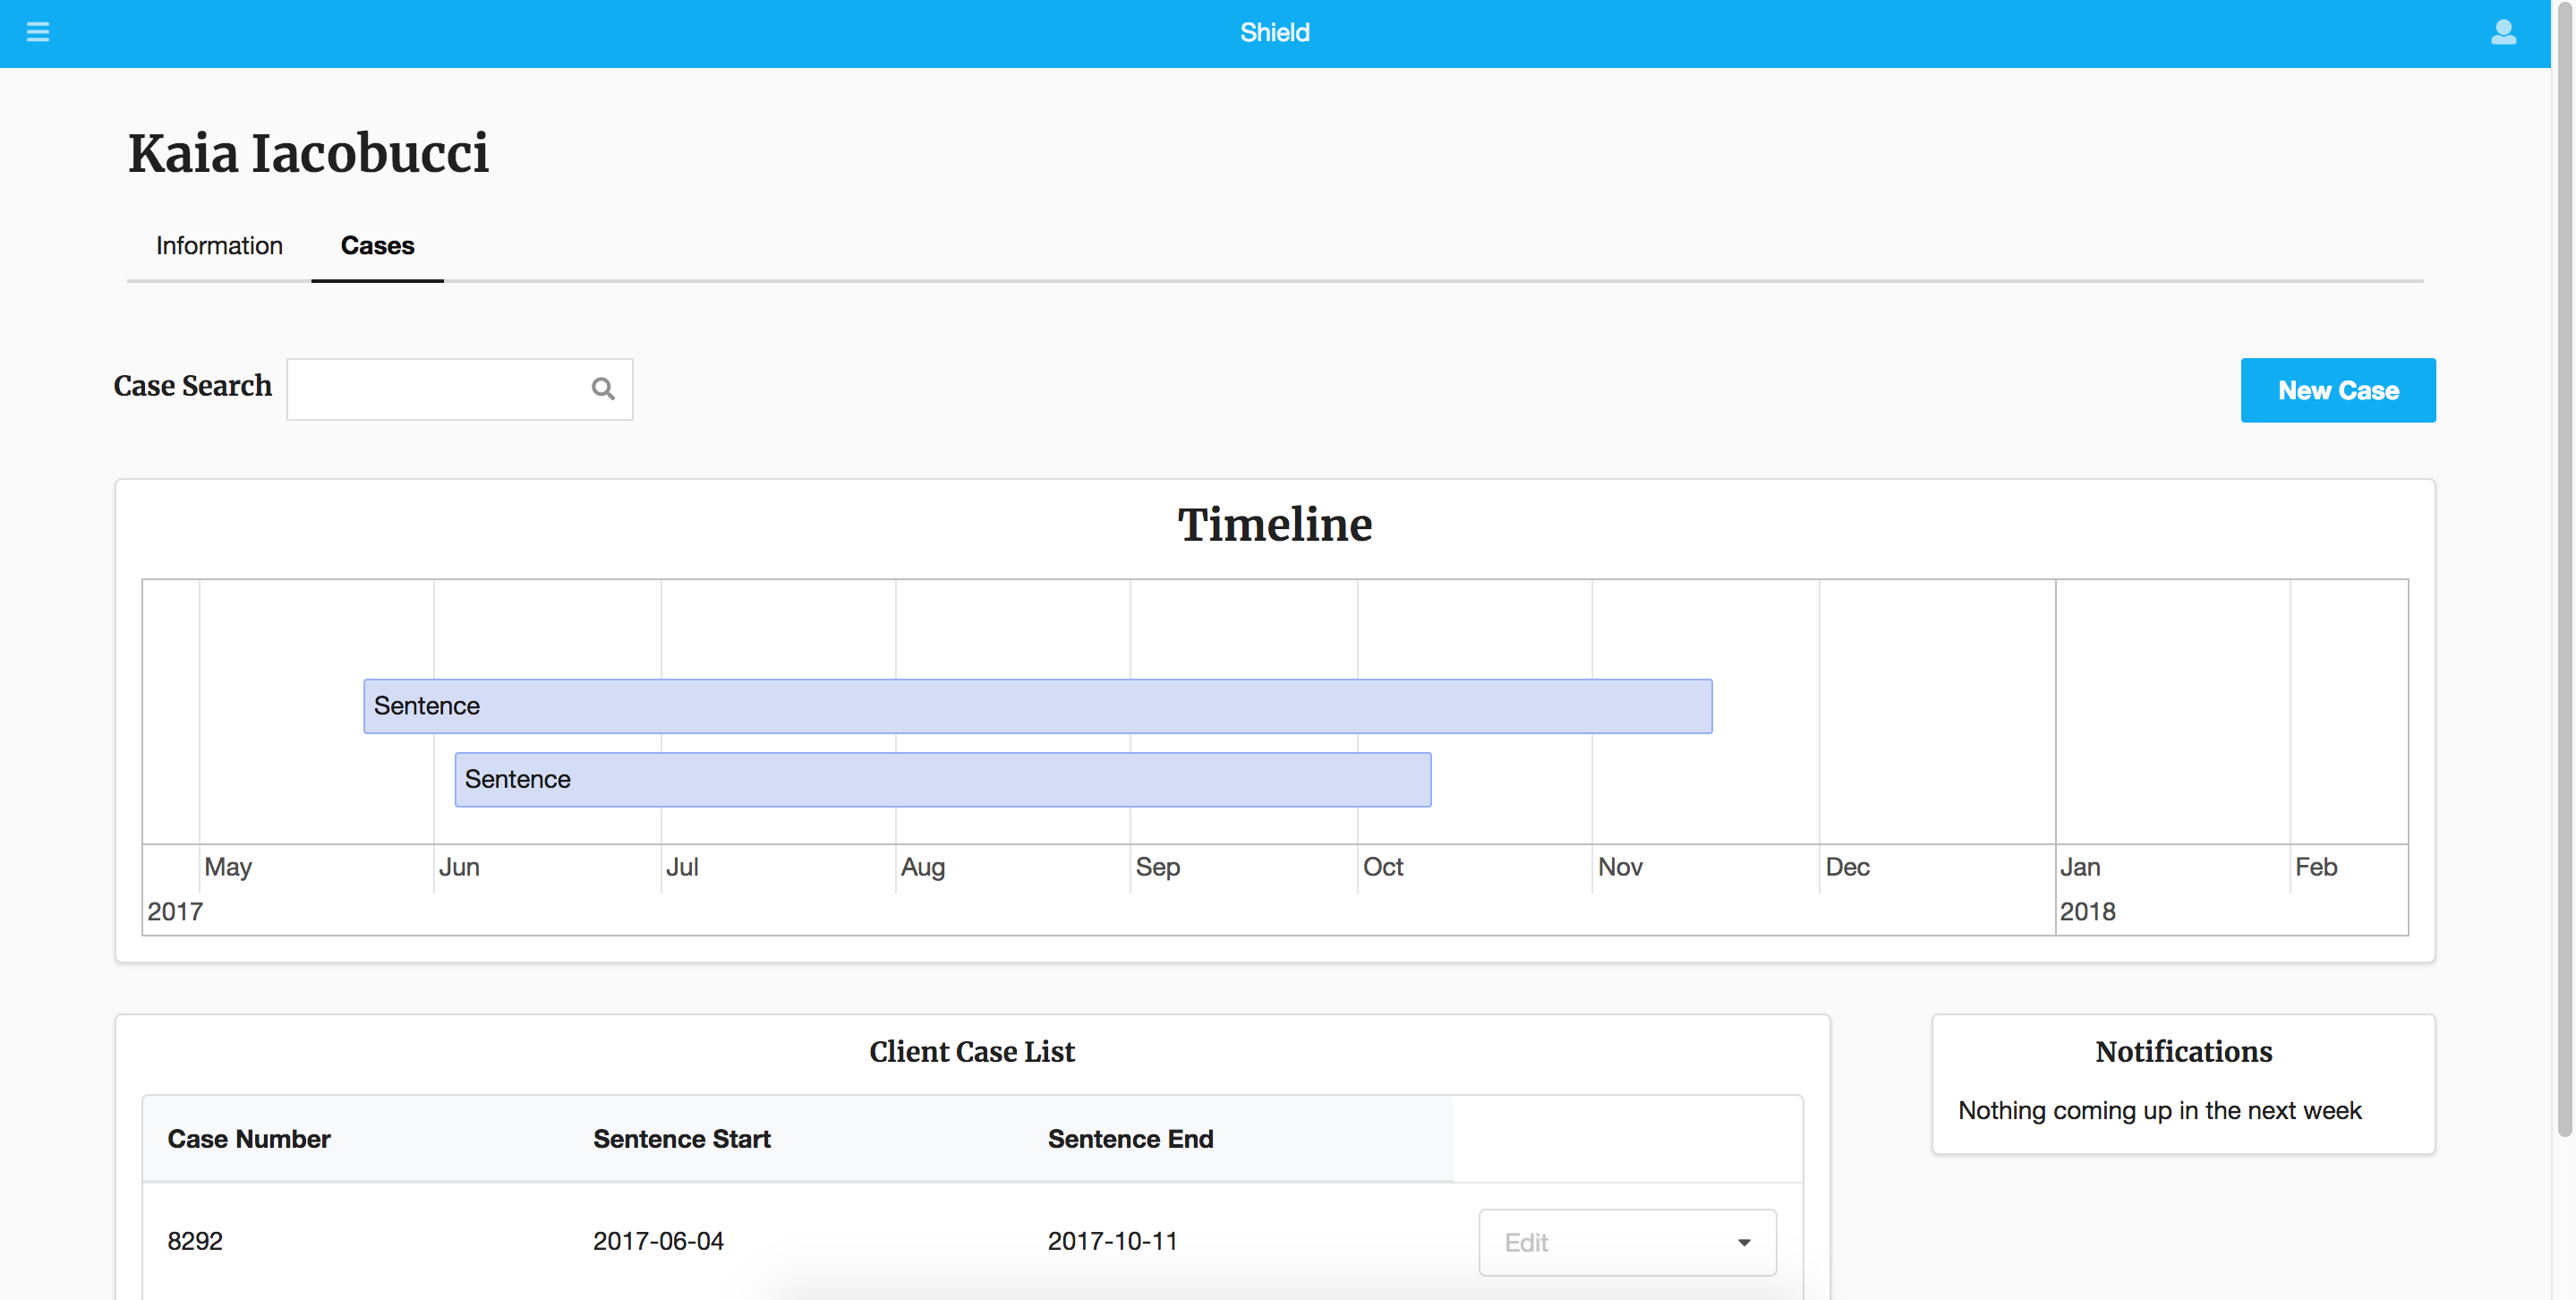 Shield
Kaia Iacobucci
Information Cases
Case Search
New Case
Timeline
Sentence
Sentence
May Jun Jul Aug Sep Oct Nov Dec Jan Feb
2017 2018
Client Case List
Case Number Sentence Start Sentence End
8292 2017-06-04 2017-10-11 Edit
Notifications
Nothing coming up in the next week